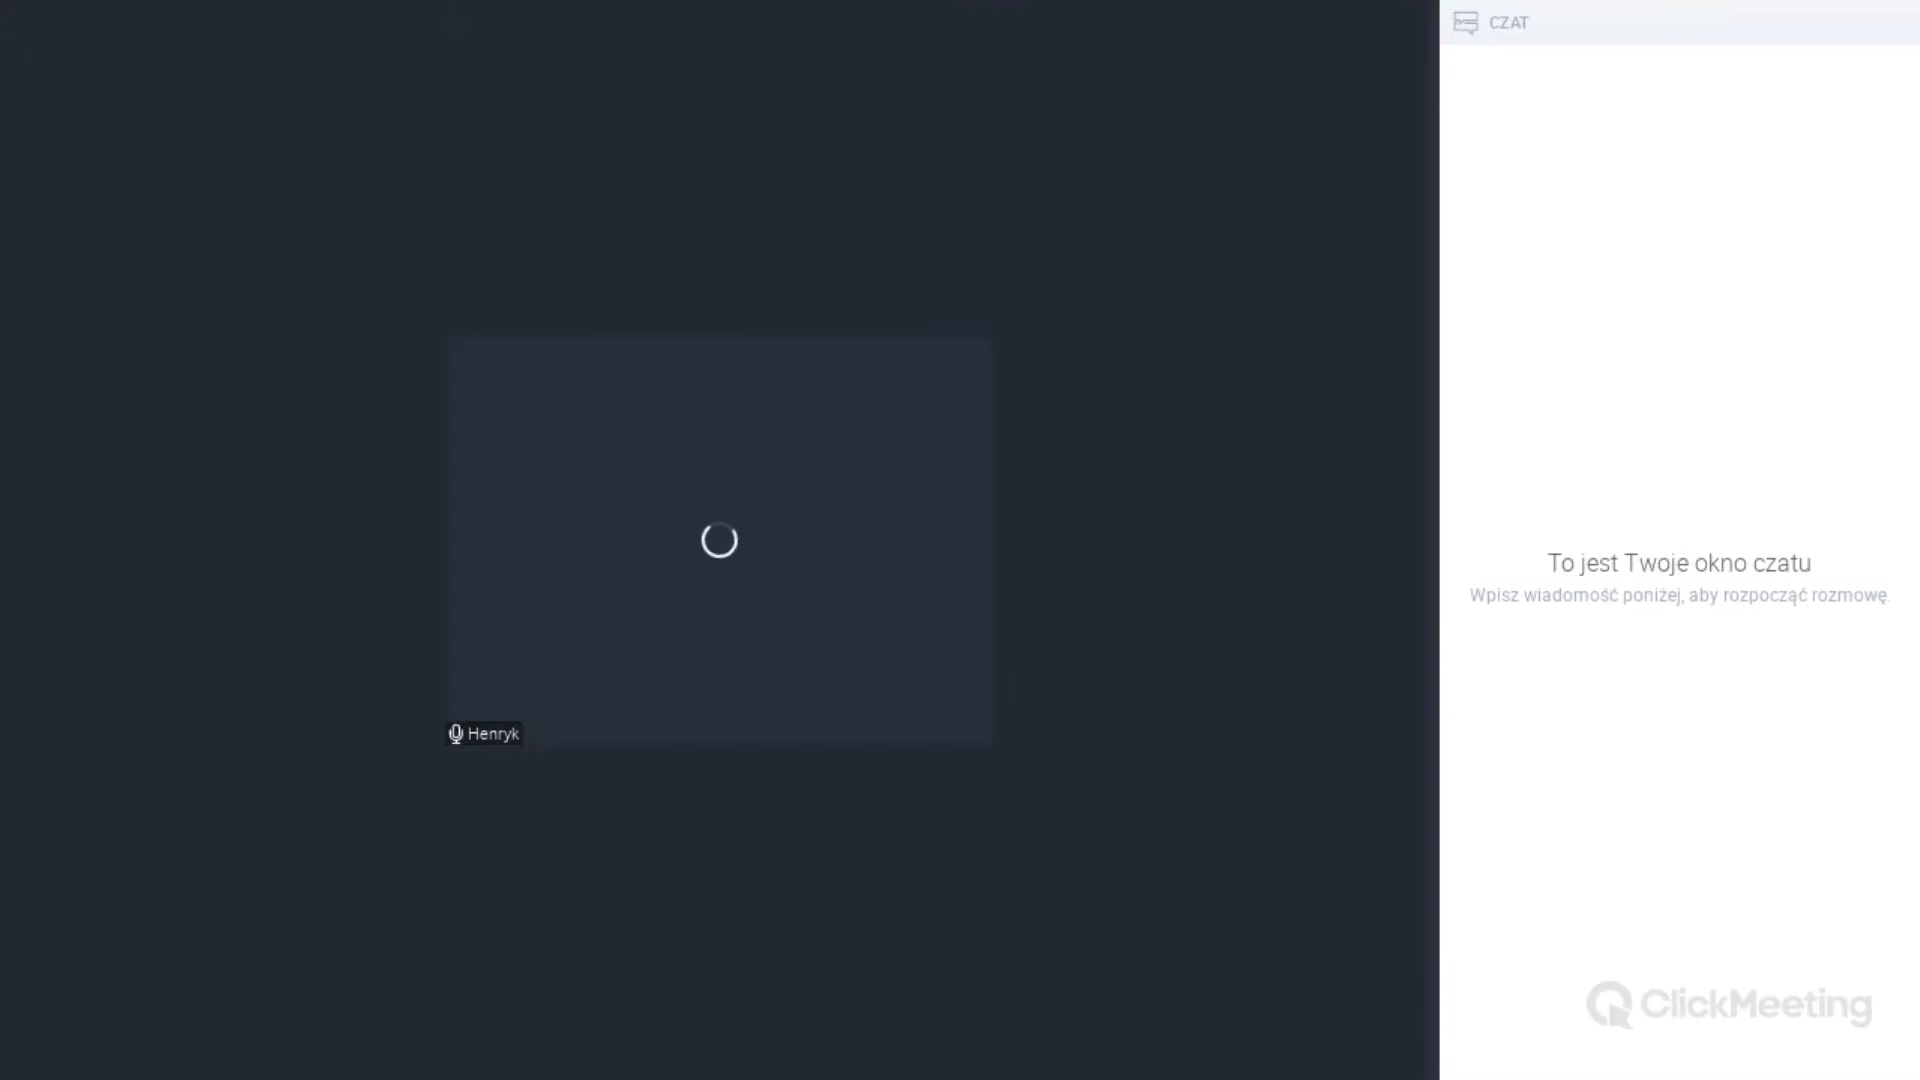 CZAT
To jest Twoje okno czatu
Wpisz wiadomość poniżej, aby rozpocząć rozmowę.
Henryk
ClickMeeting